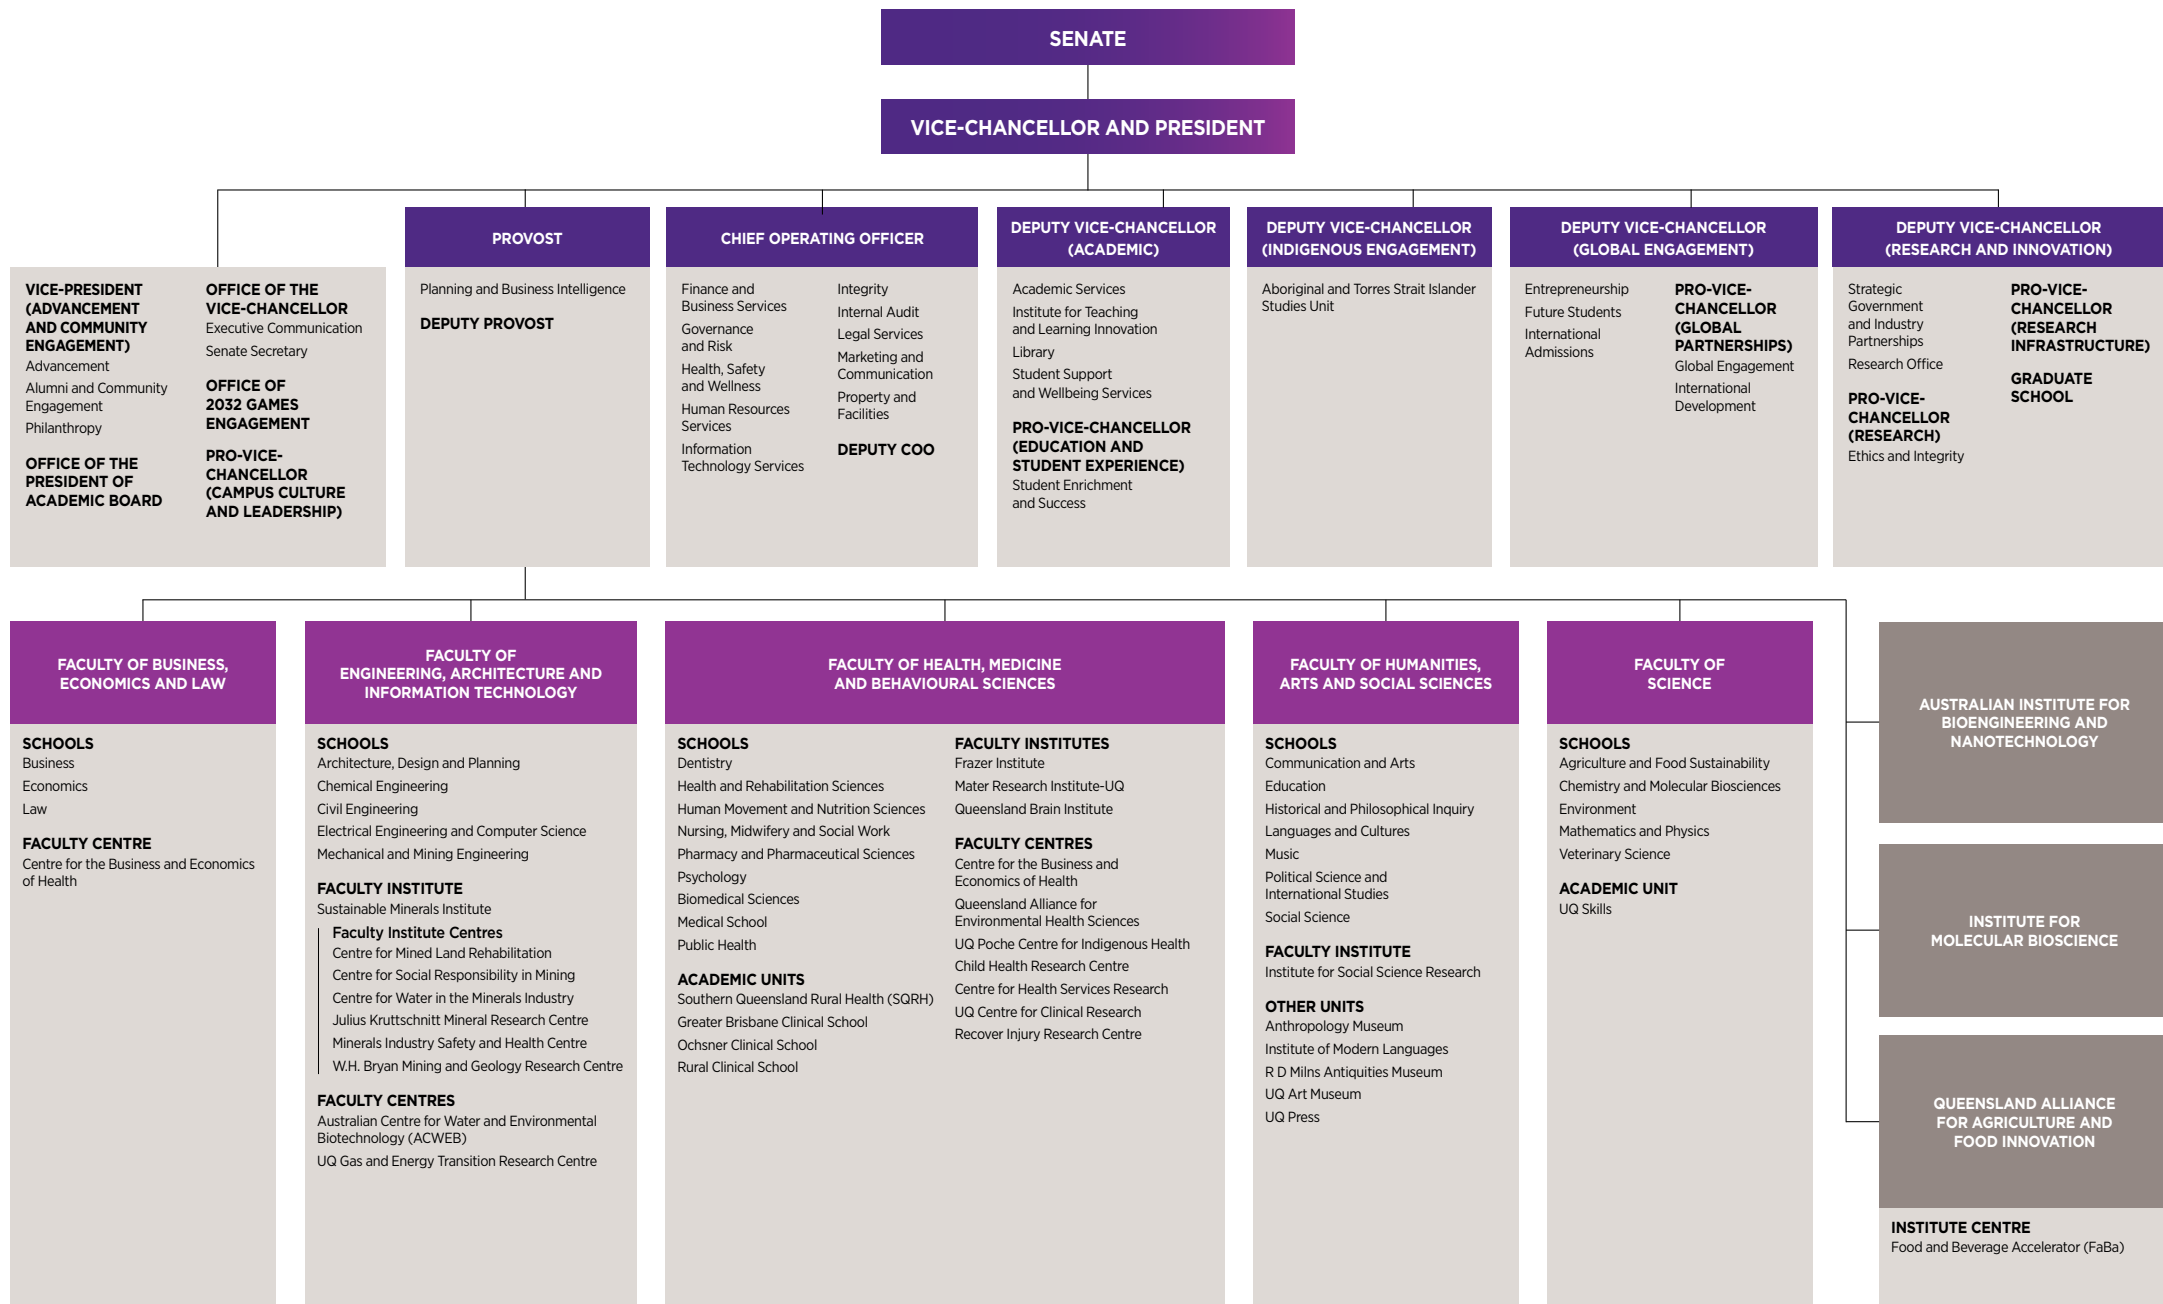 SENATE
VICE-CHANCELLOR AND PRESIDENT
VICE-PRESIDENT
(ADVANCEMENT
AND COMMUNITY
ENGAGEMENT)
Advancement
Alumni and Community
Engagement
Philanthropy
OFFICE OF THE
PRESIDENT OF
ACADEMIC BOARD
OFFICE OF THE
VICE-CHANCELLOR
Executive Communication
Senate Secretary
OFFICE OF
2032 GAMES
ENGAGEMENT
PRO-VICE-
CHANCELLOR
(CAMPUS CULTURE
AND LEADERSHIP)
PROVOST
Planning and Business Intelligence
DEPUTY PROVOST
CHIEF OPERATING OFFICER
Finance and
Business Services
Governance
and Risk
Health, Safety
and Wellness
Human Resources
Services
Information
Technology Services
Integrity
Internal Audit
Legal Services
Marketing and
Communication
Property and
Facilities
DEPUTY COO
DEPUTY VICE-CHANCELLOR
(ACADEMIC)
Academic Services
Institute for Teaching
and Learning Innovation
Library
Student Support
and Wellbeing Services
PRO-VICE-CHANCELLOR
(EDUCATION AND
STUDENT EXPERIENCE)
Student Enrichment
and Success
DEPUTY VICE-CHANCELLOR
(INDIGENOUS ENGAGEMENT)
Aboriginal and Torres Strait Islander
Studies Unit
DEPUTY VICE-CHANCELLOR
(GLOBAL ENGAGEMENT)
Entrepreneurship
Future Students
International
Admissions
PRO-VICE-
CHANCELLOR
(GLOBAL
PARTNERSHIPS)
Global Engagement
International
Development
DEPUTY VICE-CHANCELLOR
(RESEARCH AND INNOVATION)
Strategic
Government
and Industry
Partnerships
Research Office
PRO-VICE-
CHANCELLOR
(RESEARCH)
Ethics and Integrity
PRO-VICE-
CHANCELLOR
(RESEARCH
INFRASTRUCTURE)
GRADUATE
SCHOOL
FACULTY OF BUSINESS,
ECONOMICS AND LAW
SCHOOLS
Business
Economics
Law
FACULTY CENTRE
Centre for the Business and Economics
of Health
FACULTY OF
ENGINEERING, ARCHITECTURE AND
INFORMATION TECHNOLOGY
SCHOOLS
Architecture, Design and Planning
Chemical Engineering
Civil Engineering
Electrical Engineering and Computer Science
Mechanical and Mining Engineering
FACULTY INSTITUTE
Sustainable Minerals Institute
Faculty Institute Centres
Centre for Mined Land Rehabilitation
Centre for Social Responsibility in Mining
Centre for Water in the Minerals Industry
Julius Kruttschnitt Mineral Research Centre
Minerals Industry Safety and Health Centre
W.H. Bryan Mining and Geology Research Centre
FACULTY CENTRES
Australian Centre for Water and Environmental
Biotechnology (ACWEB)
UQ Gas and Energy Transition Research Centre
FACULTY OF HEALTH, MEDICINE
AND BEHAVIOURAL SCIENCES
SCHOOLS
Dentistry
Health and Rehabilitation Sciences
Human Movement and Nutrition Sciences
Nursing, Midwifery and Social Work
Pharmacy and Pharmaceutical Sciences
Psychology
Biomedical Sciences
Medical School
Public Health
ACADEMIC UNITS
Southern Queensland Rural Health (SQRH)
Greater Brisbane Clinical School
Ochsner Clinical School
Rural Clinical School
FACULTY INSTITUTES
Frazer Institute
Mater Research Institute-UQ
Queensland Brain Institute
FACULTY CENTRES
Centre for the Business and
Economics of Health
Queensland Alliance for
Environmental Health Sciences
UQ Poche Centre for Indigenous Health
Child Health Research Centre
Centre for Health Services Research
UQ Centre for Clinical Research
Recover Injury Research Centre
FACULTY OF HUMANITIES,
ARTS AND SOCIAL SCIENCES
SCHOOLS
Communication and Arts
Education
Historical and Philosophical Inquiry
Languages and Cultures
Music
Political Science and
International Studies
Social Science
FACULTY INSTITUTE
Institute for Social Science Research
OTHER UNITS
Anthropology Museum
Institute of Modern Languages
R D Milns Antiquities Museum
UQ Art Museum
UQ Press
FACULTY OF
SCIENCE
SCHOOLS
Agriculture and Food Sustainability
Chemistry and Molecular Biosciences
Environment
Mathematics and Physics
Veterinary Science
ACADEMIC UNIT
UQ Skills
AUSTRALIAN INSTITUTE FOR
BIOENGINEERING AND
NANOTECHNOLOGY
INSTITUTE FOR
MOLECULAR BIOSCIENCE
QUEENSLAND ALLIANCE
FOR AGRICULTURE AND
FOOD INNOVATION
INSTITUTE CENTRE
Food and Beverage Accelerator (FaBa)